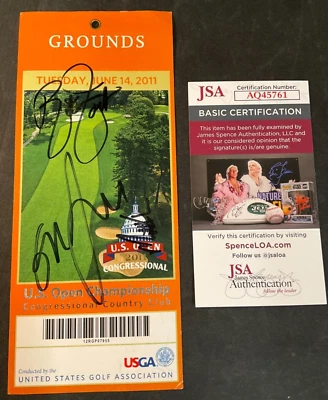 GROUNDS
TUESDAY, JUNE 14, 2011
U.S. OPEN
2011
CONGRESSIONAL
U.S. Open Championship
Congressional Country Club
Conducted by the
UNITED STATES GOLF ASSOCIATION
USGA
JSA
Certification Number:
AQ45761
BASIC CERTIFICATION
This item has been fully examined by
James Spence Authentication, LLC and it
is our considered opinion that the
signature(s) is/are genuine.
Verify this certification by visiting
SpenceLOA.com
Follow us @jsaloa
JSA
James Spence
Authentication